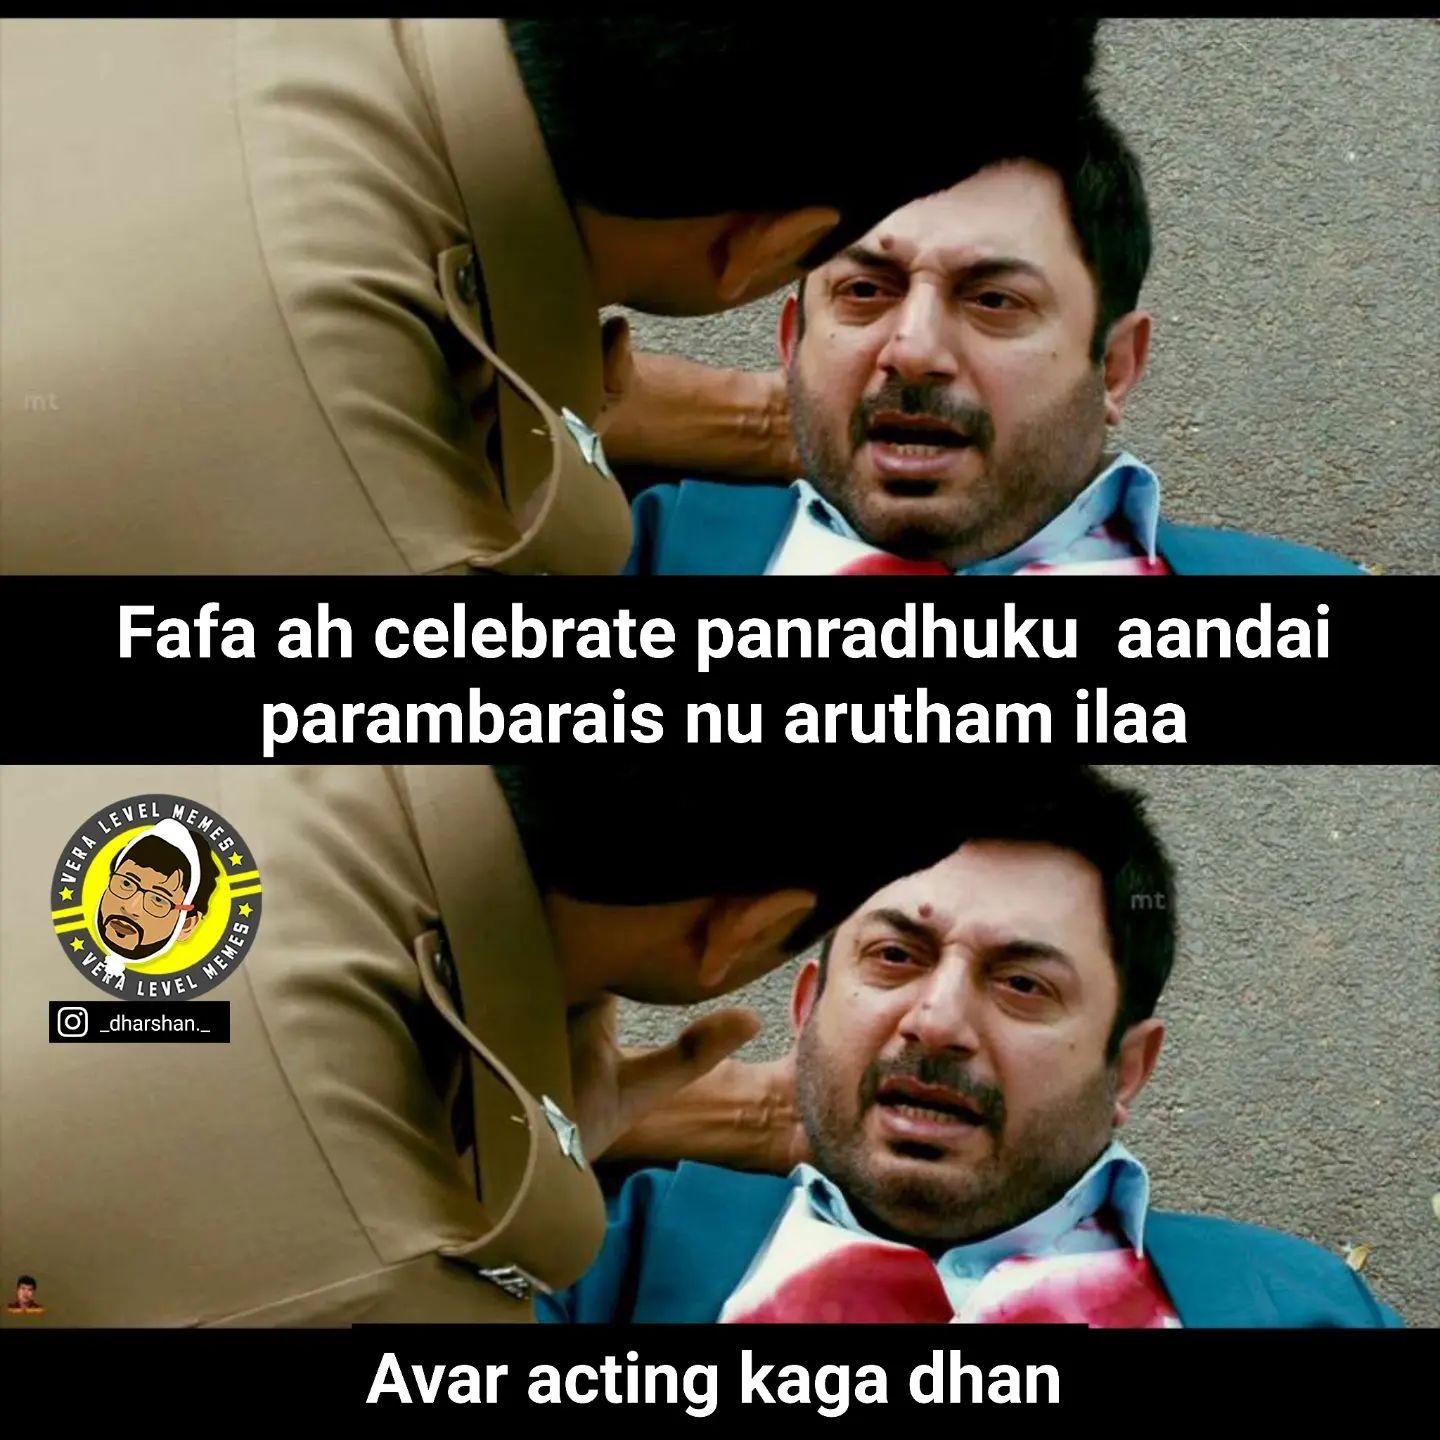 mt
Fafa ah celebrate panradhuku aandai
parambarais nu arutham ilaa
VERA LEVEL MEMES
VERA LEVEL MEMES
_dharshan._
mt
Avar acting kaga dhan